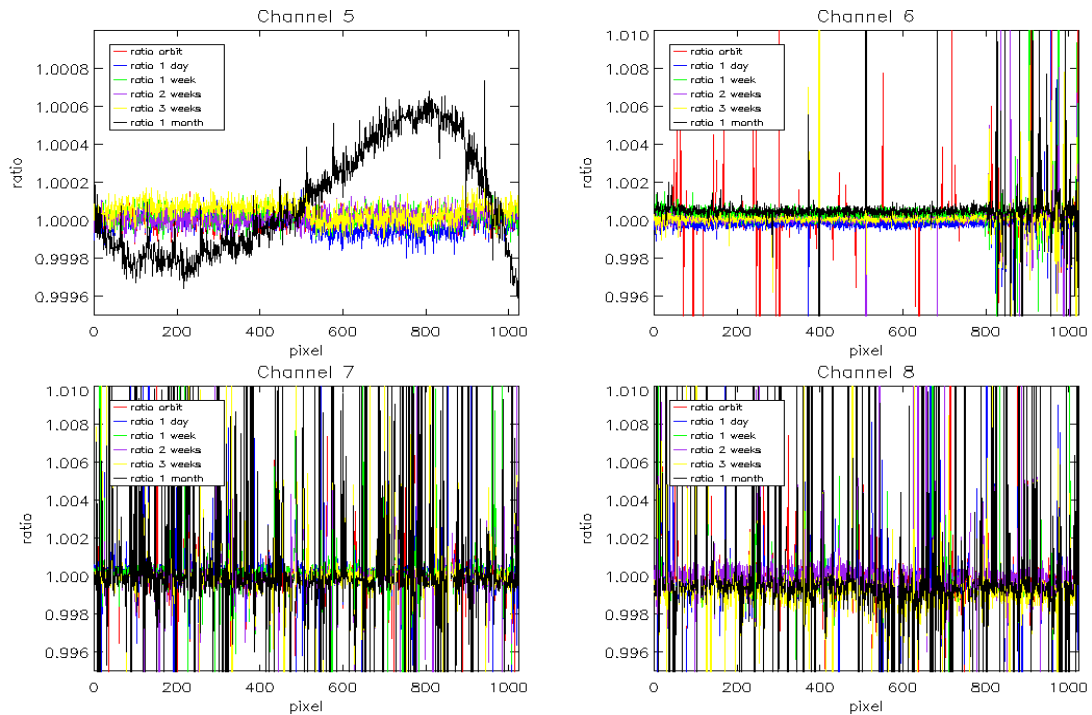 Channel 5
ratio
1.0008
1.0006
1.0004
1.0002
1.0000
0.9998
0.9996
ratio orbit
ratio 1 day
ratio 1 week
ratio 2 weeks
ratio 3 weeks
ratio 1 month
0 200 400 600 800 1000
pixel
Channel 6
ratio
1.010
1.008
1.006
1.004
1.002
1.000
0.998
0.996
ratio orbit
ratio 1 day
ratio 1 week
ratio 2 weeks
ratio 3 weeks
ratio 1 month
0 200 400 600 800 1000
pixel
Channel 7
ratio
1.010
1.008
1.006
1.004
1.002
1.000
0.998
0.996
ratio orbit
ratio 1 day
ratio 1 week
ratio 2 weeks
ratio 3 weeks
ratio 1 month
0 200 400 600 800 1000
pixel
Channel 8
ratio
1.010
1.008
1.006
1.004
1.002
1.000
0.998
0.996
ratio orbit
ratio 1 day
ratio 1 week
ratio 2 weeks
ratio 3 weeks
ratio 1 month
0 200 400 600 800 1000
pixel